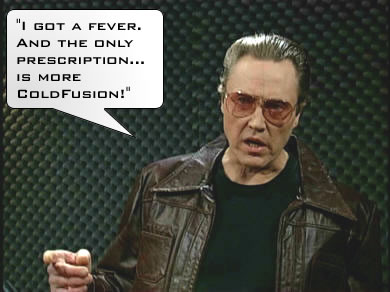 "I GOT A FEVER.
AND THE ONLY
PRESCRIPTION...
IS MORE
COLDFUSION!"